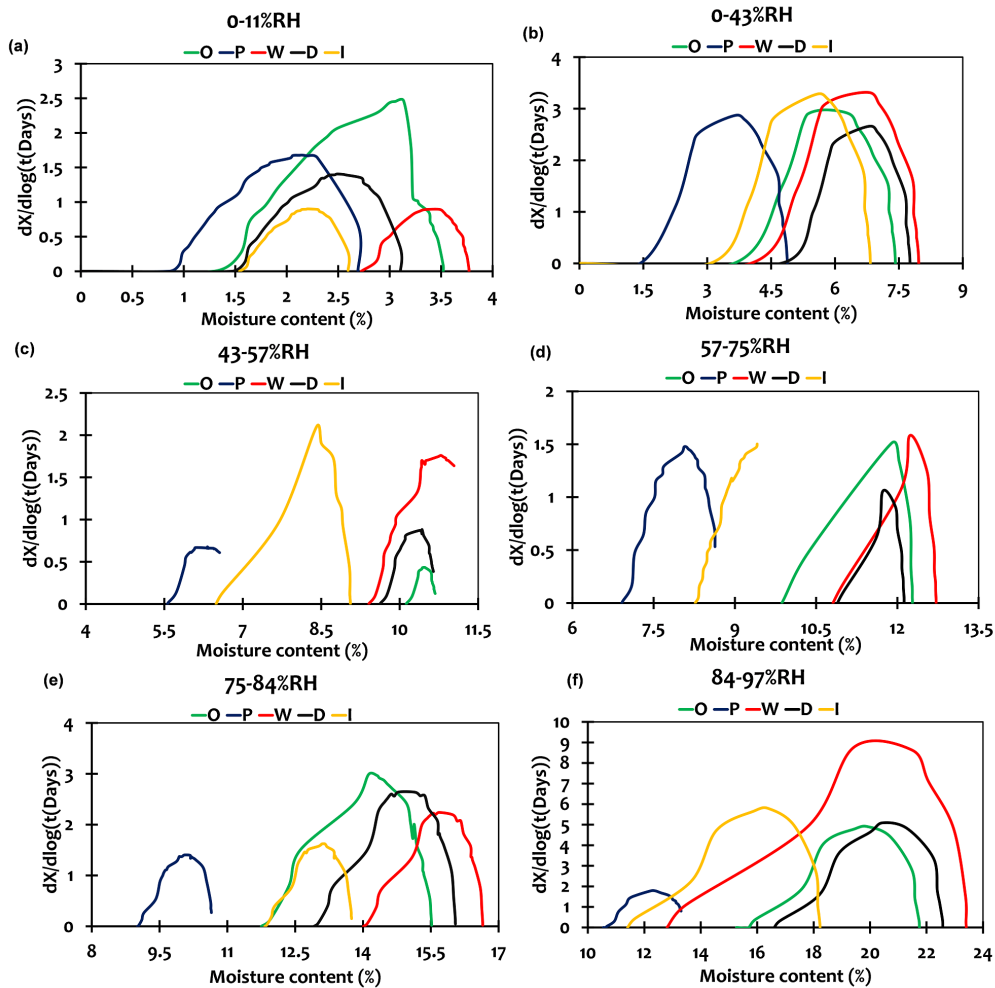 (a)
0-11%RH
O P W D I
dX/dlog(t(Days))
3
2.5
2
1.5
1
0.5
0
0 0.5 1 1.5 2 2.5 3 3.5 4
Moisture content (%)
(b)
0-43%RH
O P W D I
dX/dlog(t(Days))
4
3
2
1
0
0 1.5 3 4.5 6 7.5 9
Moisture content (%)
(c)
43-57%RH
O P W D I
dX/dlog(t(Days))
2.5
2
1.5
1
0.5
0
4 5.5 7 8.5 10 11.5
Moisture content (%)
(d)
57-75%RH
O P W D I
dX/dlog(t(Days))
2
1.5
1
0.5
0
6 7.5 9 10.5 12 13.5
Moisture content (%)
(e)
75-84%RH
O P W D I
dX/dlog(t(Days))
4
3
2
1
0
8 9.5 11 12.5 14 15.5 17
Moisture content (%)
(f)
84-97%RH
O P W D I
dX/dlog(t(Days))
10
9
8
7
6
5
4
3
2
1
0
10 12 14 16 18 20 22 24
Moisture content (%)